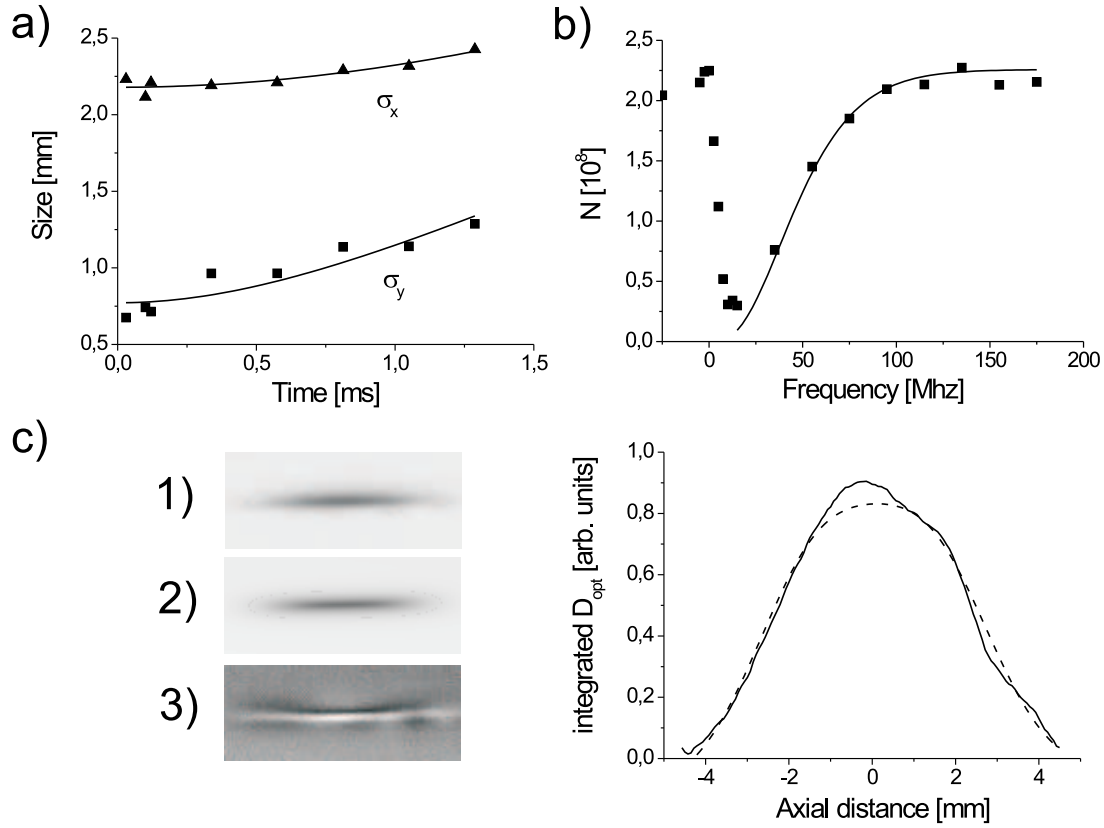 a)
2,5
2,0
1,5
1,0
0,5
Size [mm]
σx
σy
0,0 0,5 1,0 1,5
Time [ms]
b)
2,5
2,0
1,5
1,0
0,5
0,0
N [10⁸]
0 50 100 150 200
Frequency [Mhz]
c)
1)
2)
3)
1,0
0,8
0,6
0,4
0,2
0,0
integrated Dopt [arb. units]
-4 -2 0 2 4
Axial distance [mm]